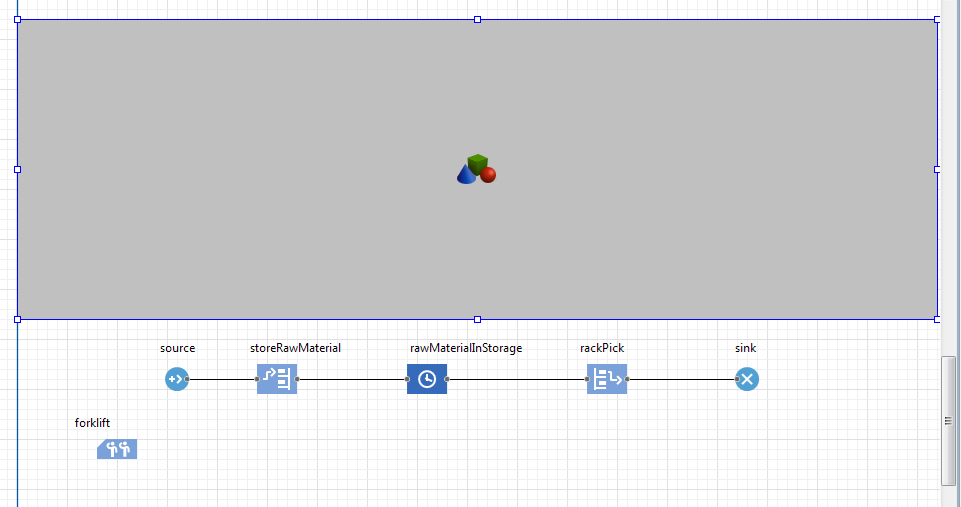 source
storeRawMaterial
rawMaterialInStorage
rackPick
sink
forklift